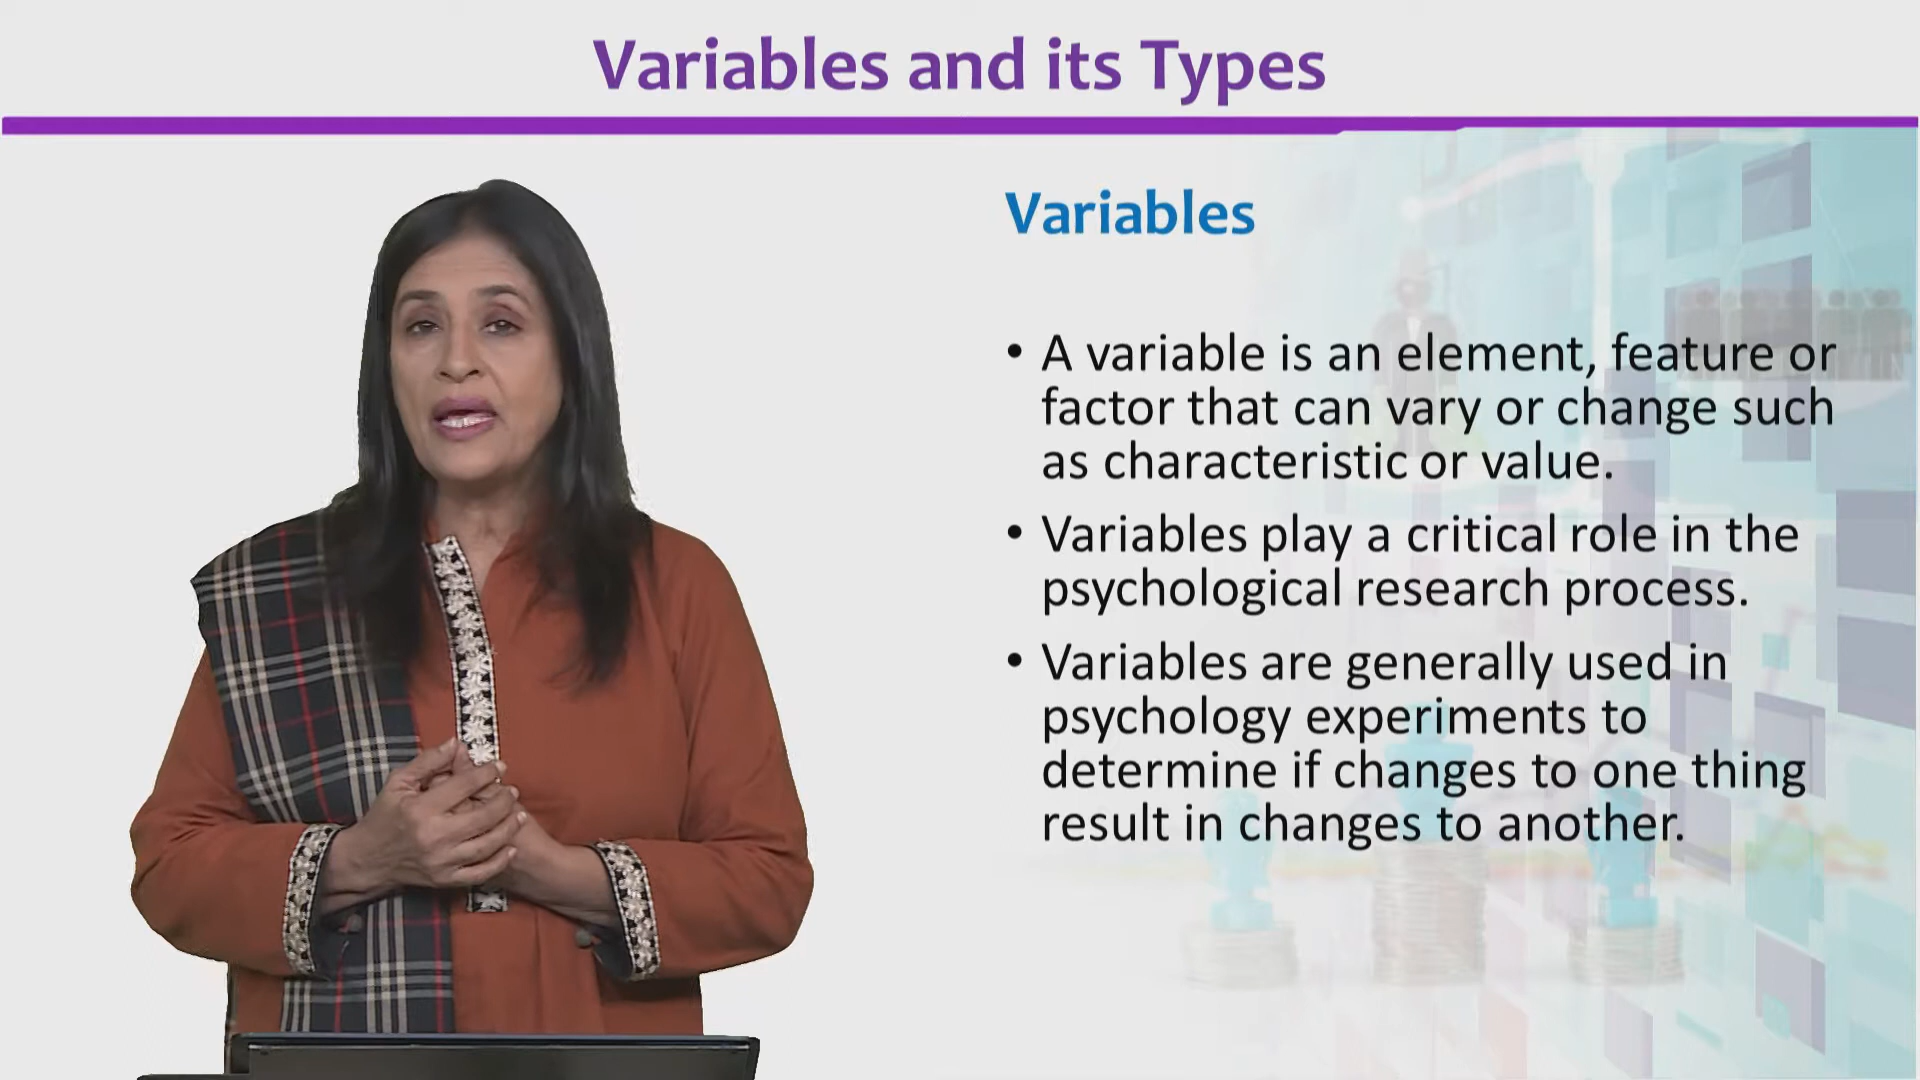 Variables and its Types
Variables
• A variable is an element, feature or
factor that can vary or change such
as characteristic or value.
• Variables play a critical role in the
psychological research process.
• Variables are generally used in
psychology experiments to
determine if changes to one thing
result in changes to another.